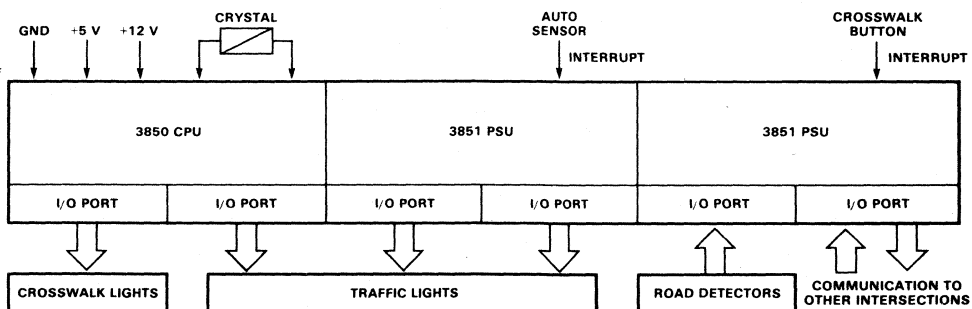 GND
+5 V
+12 V
CRYSTAL
AUTO
SENSOR
INTERRUPT
CROSSWALK
BUTTON
INTERRUPT
3850 CPU
3851 PSU
3851 PSU
I/O PORT
I/O PORT
I/O PORT
I/O PORT
I/O PORT
I/O PORT
CROSSWALK LIGHTS
TRAFFIC LIGHTS
ROAD DETECTORS
COMMUNICATION TO
OTHER INTERSECTIONS